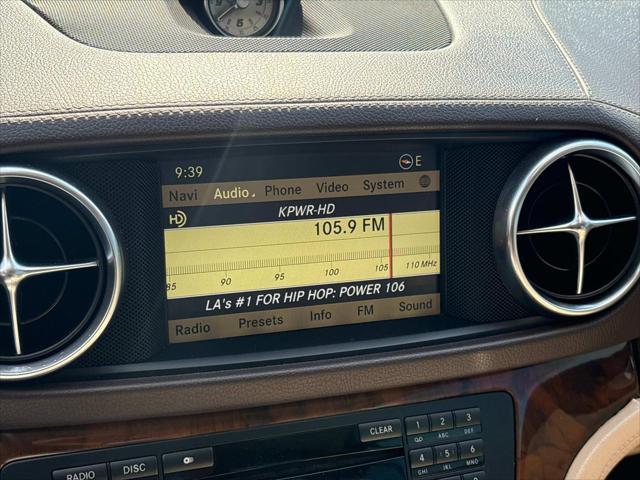 9:39 E
Navi Audio Phone Video System
HD KPWR-HD
105.9 FM
85 90 95 100 105 110 MHz
LA's #1 FOR HIP HOP: POWER 106
Radio Presets Info FM Sound
CLEAR 1 2 ABC 3 DEF
RADIO DISC 4 GHI 5 JKL 6 MNO